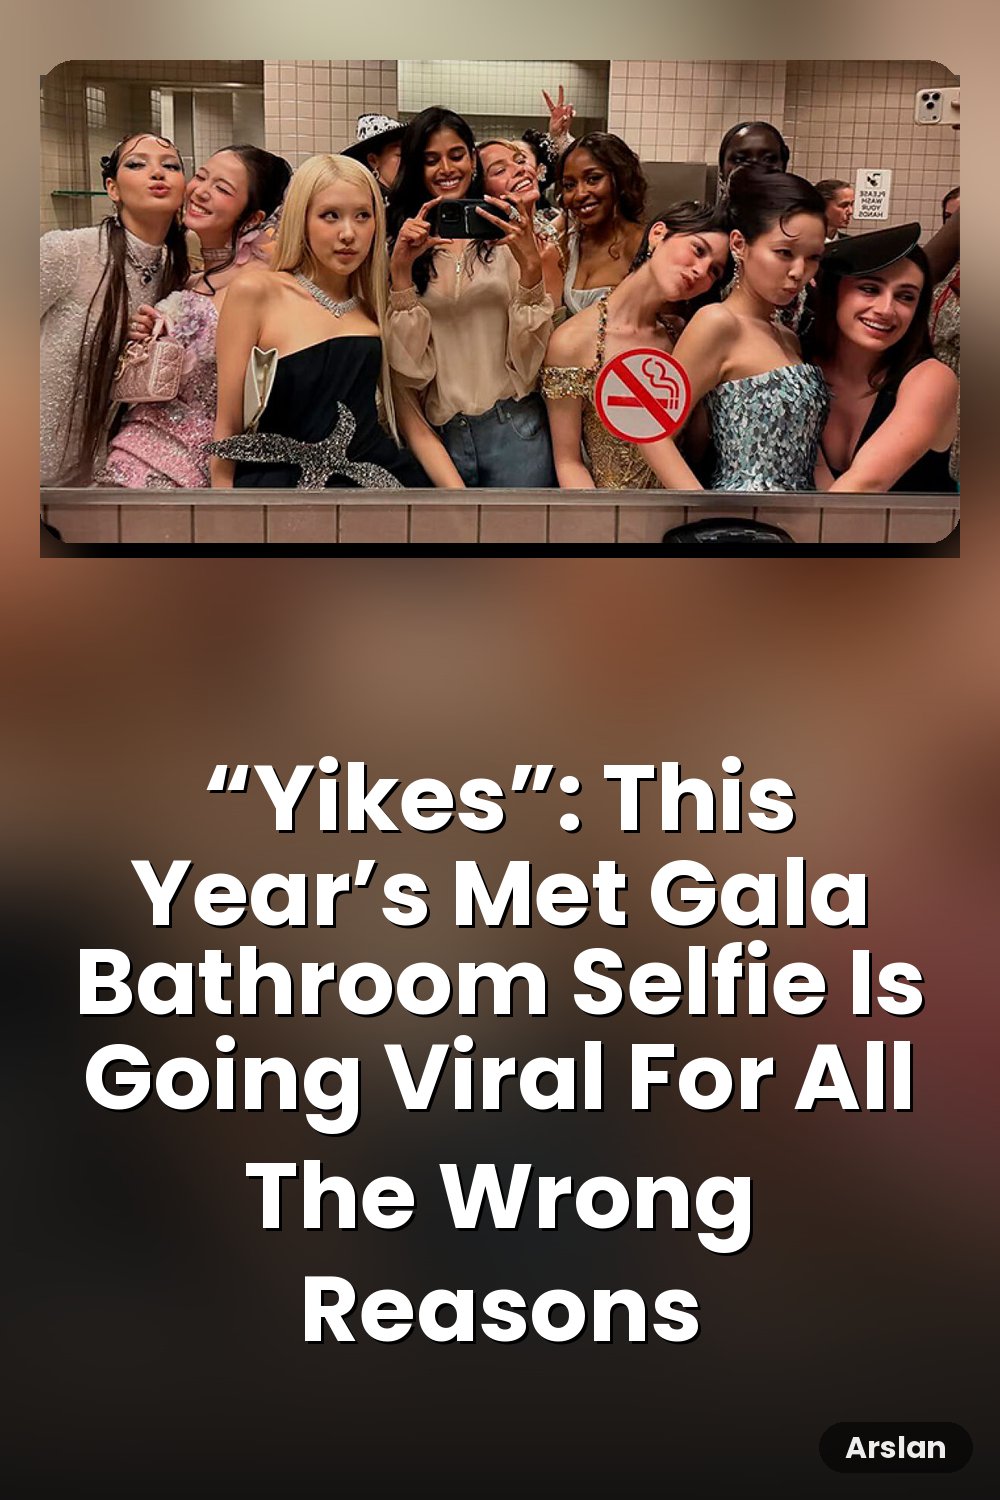 PLEASE
WASH
YOUR
HANDS
“Yikes”: This
Year’s Met Gala
Bathroom Selfie Is
Going Viral For All
The Wrong
Reasons
Arslan